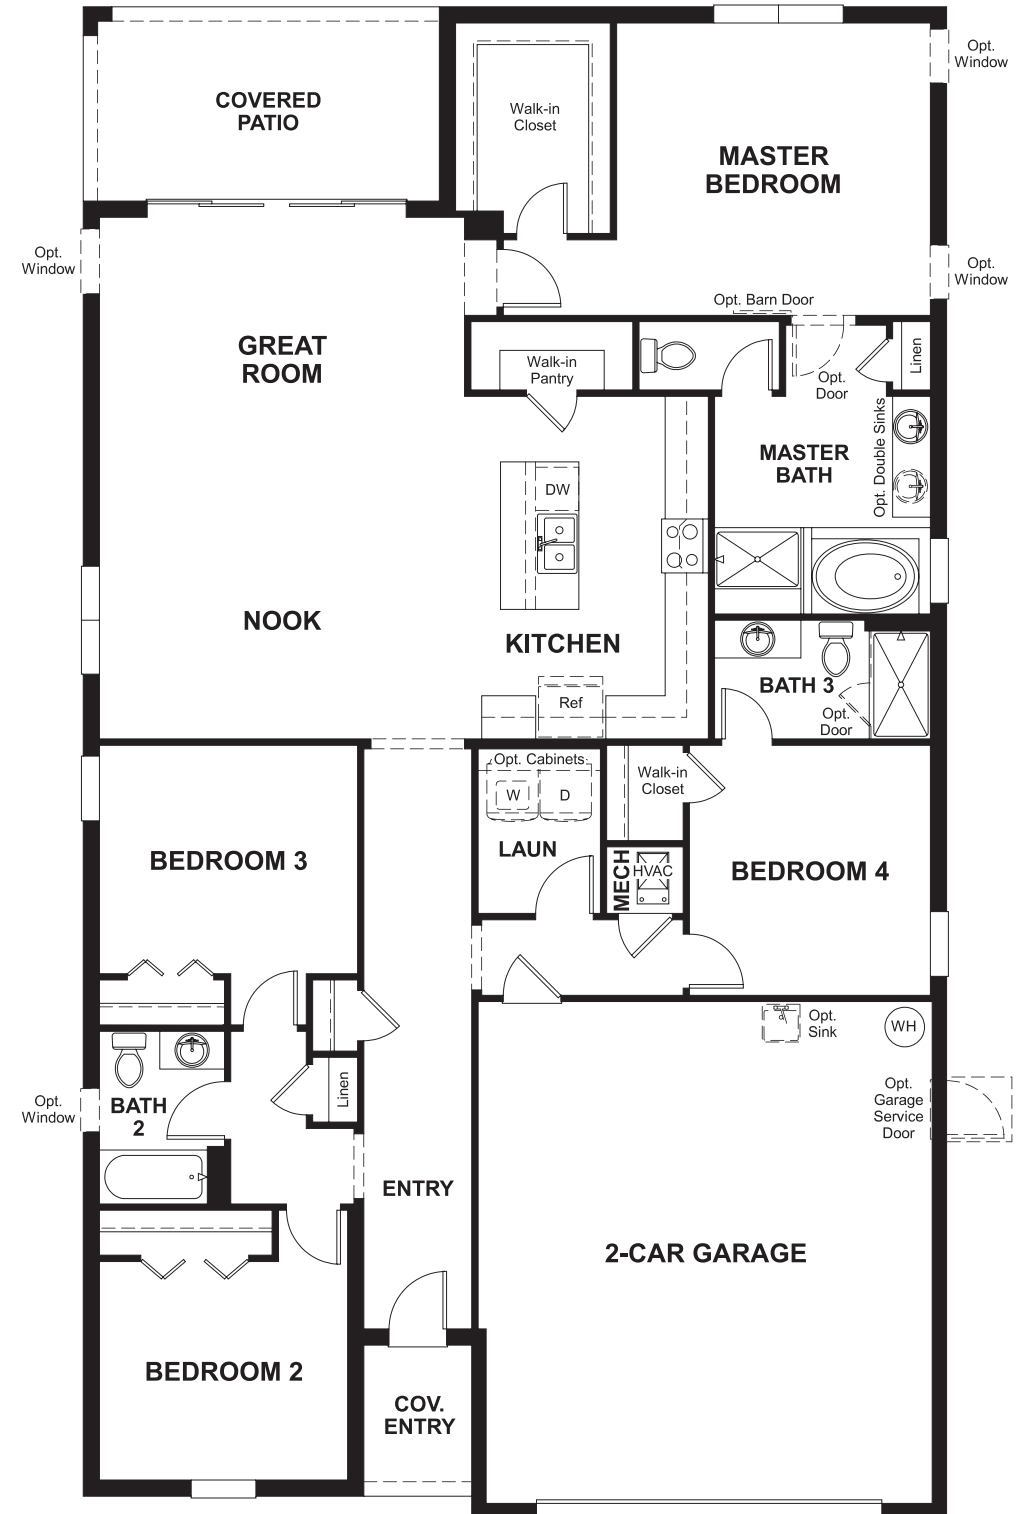 Opt.
Window
COVERED
PATIO
Walk-in
Closet
MASTER
BEDROOM
Opt.
Window
Opt.
Window
Opt. Barn Door
GREAT
ROOM
Walk-in
Pantry
Opt.
Door
Linen
MASTER
BATH
Opt. Double Sinks
DW
NOOK
KITCHEN
Ref
BATH 3
Opt.
Door
Opt. Cabinets
W
D
LAUN
Walk-in
Closet
MECH
HVAC
BEDROOM 3
BEDROOM 4
Opt.
Sink
WH
Opt.
Garage
Service
Door
Opt.
Window
BATH
2
Linen
ENTRY
2-CAR GARAGE
BEDROOM 2
COV.
ENTRY